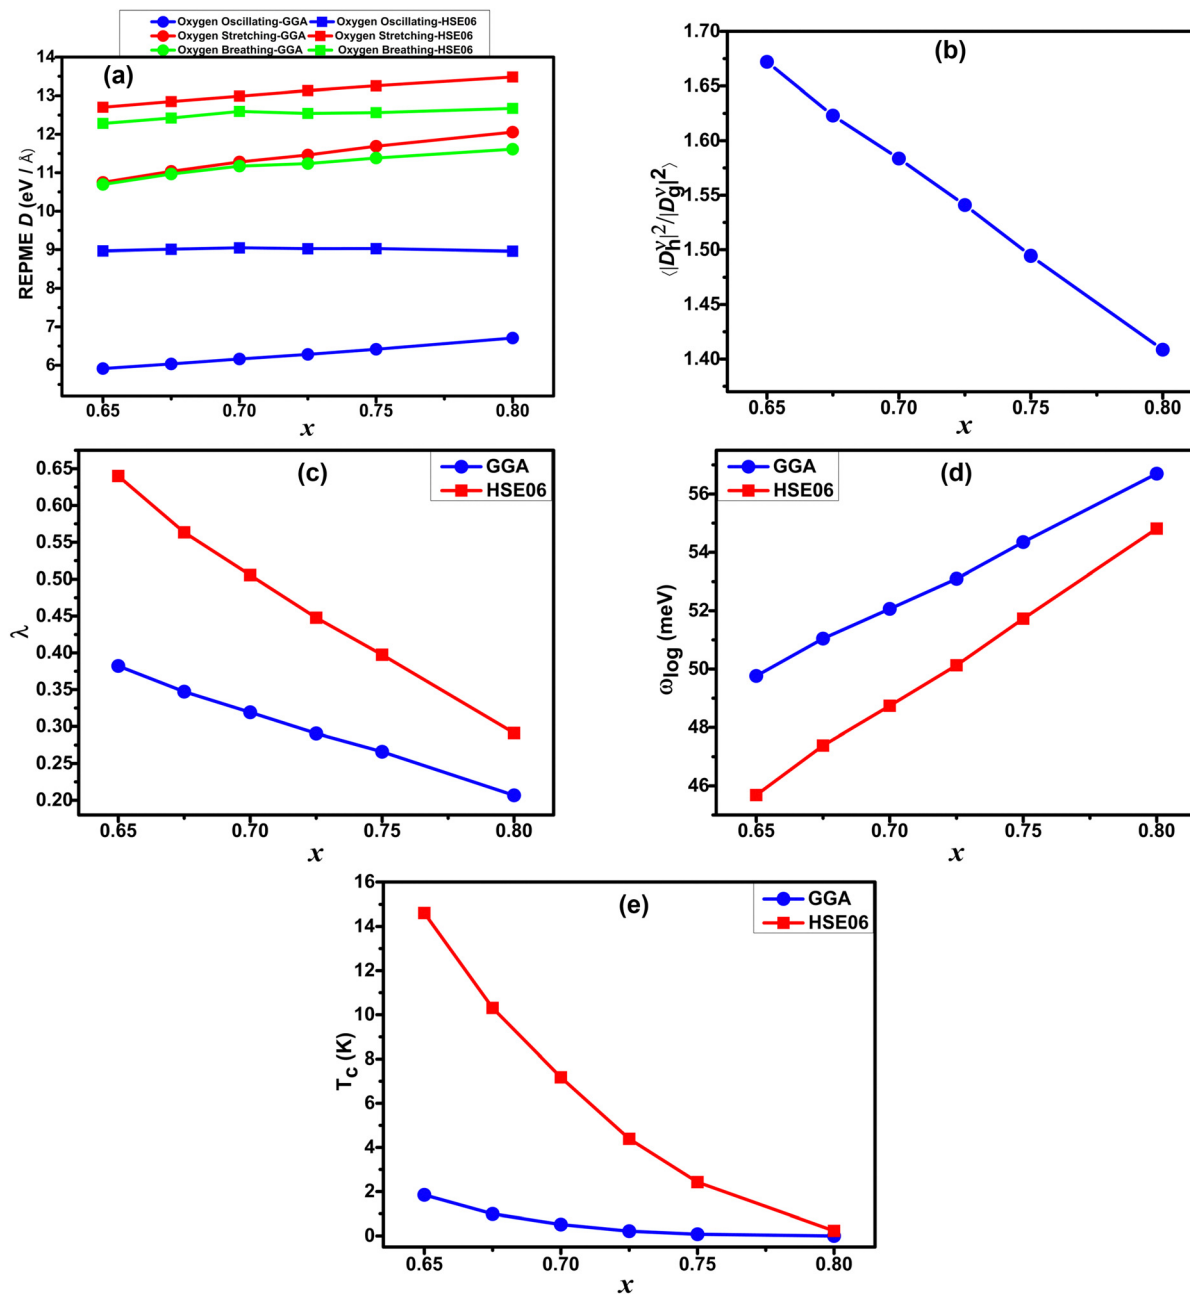 Oxygen Oscillating-GGA Oxygen Oscillating-HSE06
Oxygen Stretching-GGA Oxygen Stretching-HSE06
Oxygen Breathing-GGA Oxygen Breathing-HSE06
(a)
REPME D (eV / Å)
14
13
12
11
10
9
8
7
6
0.65 0.70 0.75 0.80
x
(b)
⟨|D_h^ν|²/|D_g^ν|²⟩
1.70
1.65
1.60
1.55
1.50
1.45
1.40
0.65 0.70 0.75 0.80
x
(c)
GGA
HSE06
λ
0.65
0.60
0.55
0.50
0.45
0.40
0.35
0.30
0.25
0.20
0.65 0.70 0.75 0.80
x
(d)
GGA
HSE06
ω_log (meV)
56
54
52
50
48
46
0.65 0.70 0.75 0.80
x
(e)
GGA
HSE06
T_C (K)
16
14
12
10
8
6
4
2
0
0.65 0.70 0.75 0.80
x